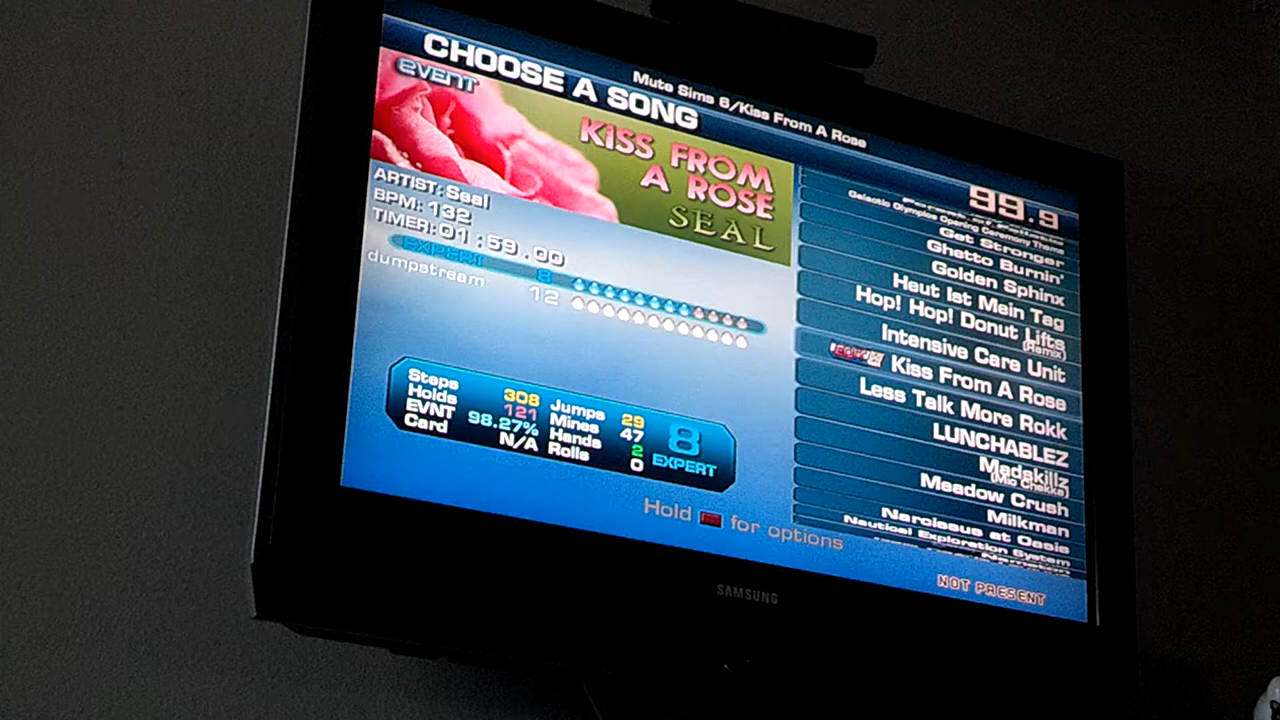 CHOOSE A SONG
Mute Sims 6/Kiss From A Rose
99.9
EVENT
KISS FROM
A ROSE
SEAL
ARTIST: Seal
BPM: 132
TIMER: 01:59.00
EXPERT 8
dumpstream 12
Steps 308 Jumps 29
Holds 121 Mines 47
EVNT 98.27% Hands 2
Card N/A Rolls 0
8
EXPERT
Galactic Olympics Opening Ceremony Theme
Get Stronger
Ghetto Burnin'
Golden Sphinx
Heut Ist Mein Tag
Hop! Hop! Donut Lifts
(Remix)
Intensive Care Unit
Kiss From A Rose
Less Talk More Rokk
LUNCHABLEZ
Madskillz
(Mio Chekka)
Meadow Crush
Milkman
Narcissus at Oasis
Nautical Exploration System
Hold for options
NOT PRESENT
SAMSUNG